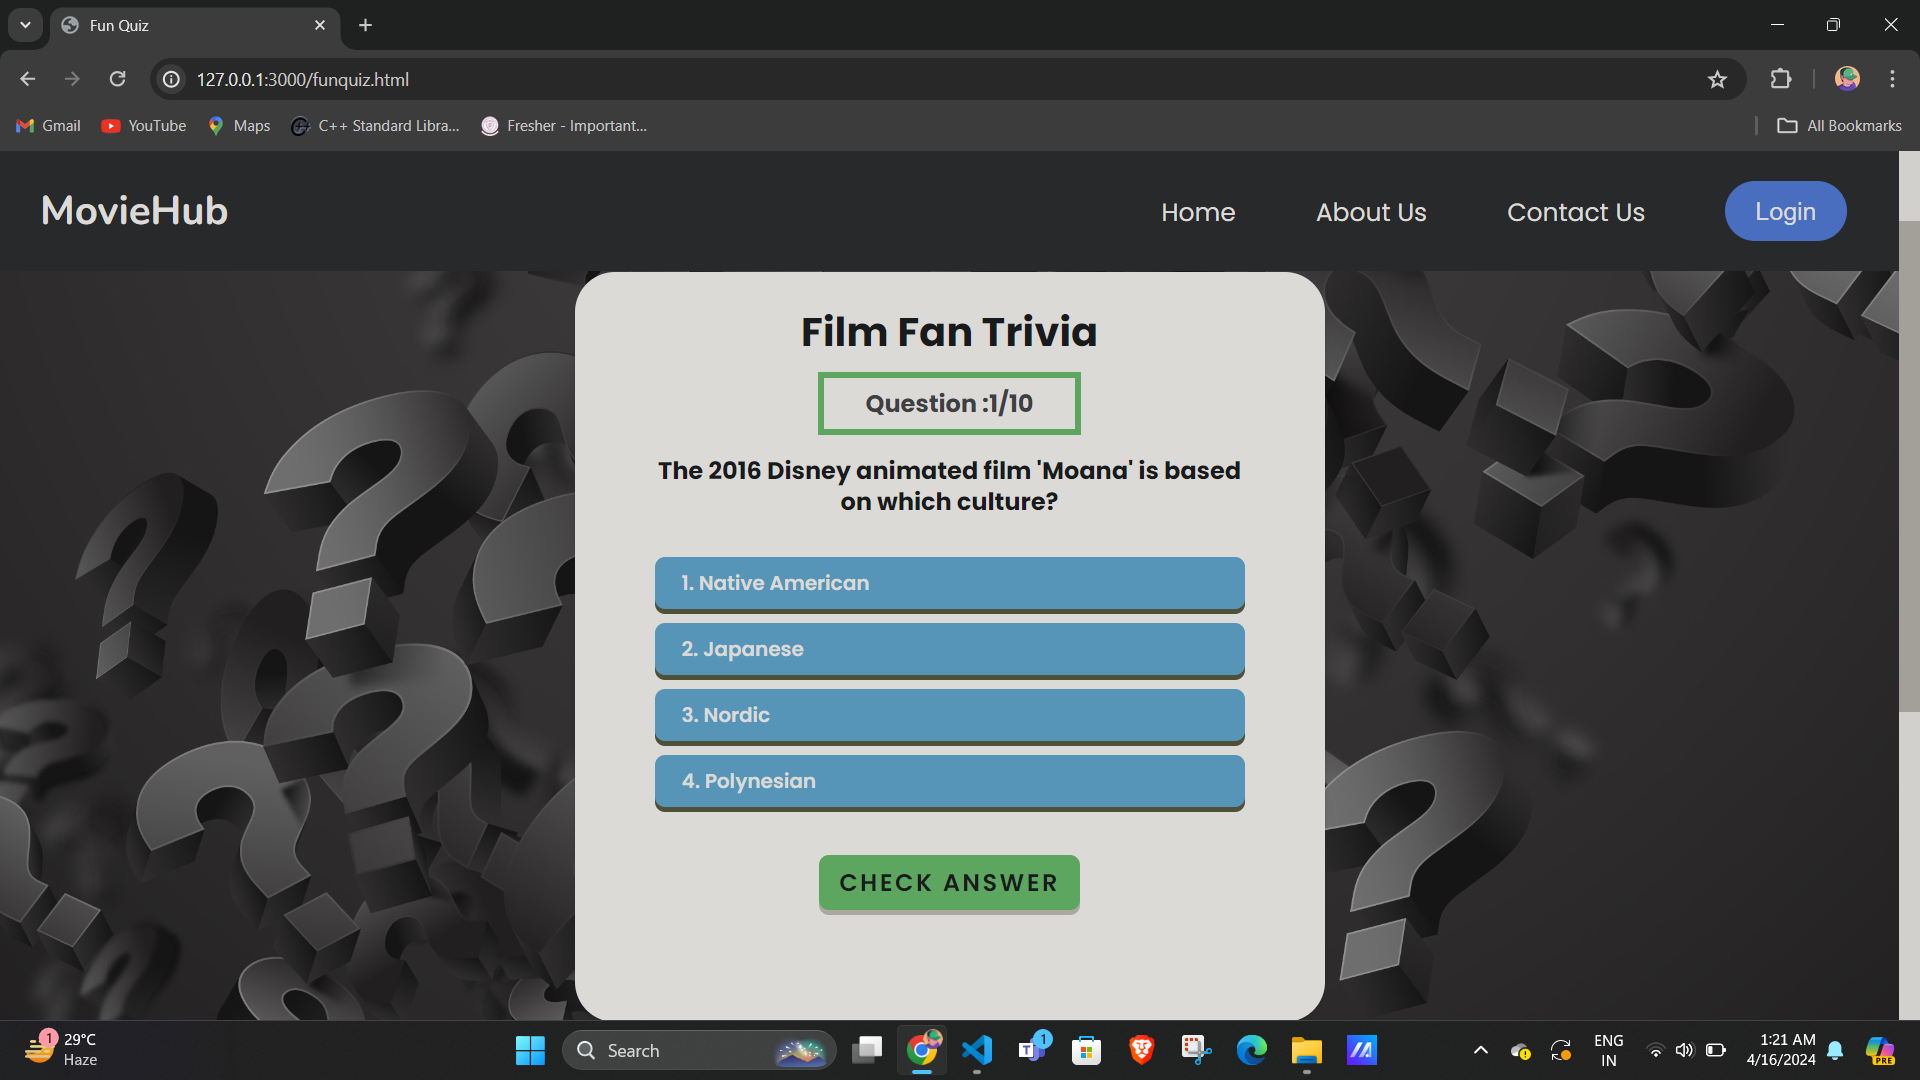 Fun Quiz
127.0.0.1:3000/funquiz.html
Gmail
YouTube
Maps
C++ Standard Libra...
Fresher - Important...
All Bookmarks
MovieHub
Home
About Us
Contact Us
Login
Film Fan Trivia
Question :1/10
The 2016 Disney animated film 'Moana' is based
on which culture?
1. Native American
2. Japanese
3. Nordic
4. Polynesian
CHECK ANSWER
1
29°C
Haze
Search
T
1
ENG
IN
1:21 AM
4/16/2024
PRE